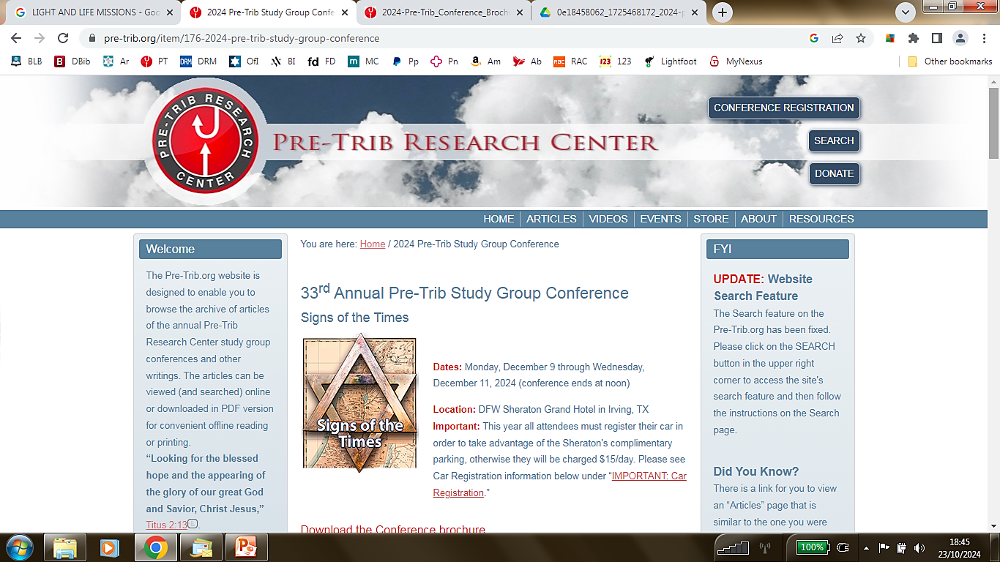 LIGHT AND LIFE MISSIONS - Goo
2024 Pre-Trib Study Group Confe
2024-Pre-Trib_Conference_Broch
0e18458062_1725468172_2024-p
pre-trib.org/item/176-2024-pre-trib-study-group-conference
BLB DBib Ar PT DRM OfI BI FD MC Pp Pn Am Ab RAC 123 Lightfoot MyNexus Other bookmarks
PRE-TRIB RESEARCH CENTER
PRE-TRIB RESEARCH CENTER
CONFERENCE REGISTRATION
SEARCH
DONATE
HOME ARTICLES VIDEOS EVENTS STORE ABOUT RESOURCES
Welcome
The Pre-Trib.org website is
designed to enable you to
browse the archive of articles
of the annual Pre-Trib
Research Center study group
conferences and other
writings. The articles can be
viewed (and searched) online
or downloaded in PDF version
for convenient offline reading
or printing.
“Looking for the blessed
hope and the appearing of
the glory of our great God
and Savior, Christ Jesus,”
Titus 2:13.
You are here: Home / 2024 Pre-Trib Study Group Conference
33rd Annual Pre-Trib Study Group Conference
Signs of the Times
Signs of the
Times
Dates: Monday, December 9 through Wednesday,
December 11, 2024 (conference ends at noon)
Location: DFW Sheraton Grand Hotel in Irving, TX
Important: This year all attendees must register their car in
order to take advantage of the Sheraton's complimentary
parking, otherwise they will be charged $15/day. Please see
Car Registration information below under “IMPORTANT: Car
Registration.”
Download the Conference brochure
FYI
UPDATE: Website
Search Feature
The Search feature on the
Pre-Trib.org has been fixed.
Please click on the SEARCH
button in the upper right
corner to access the site's
search feature and then follow
the instructions on the Search
page.
Did You Know?
There is a link for you to view
an “Articles” page that is
similar to the one you were
100%
18:45
23/10/2024